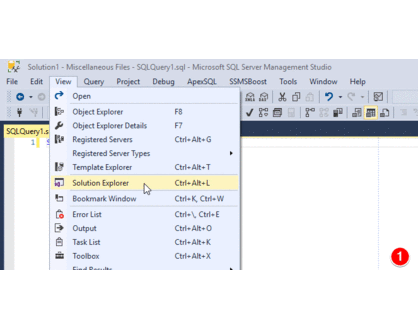 Solution1 - Miscellaneous Files - SQLQuery1.sql - Microsoft SQL Server Management Studio
File Edit View Query Project Debug ApexSQL SSMSBoost Tools Window Help
Open
Object Explorer F8
Object Explorer Details F7
Registered Servers Ctrl+Alt+G
Registered Server Types
Template Explorer Ctrl+Alt+T
Solution Explorer Ctrl+Alt+L
Bookmark Window Ctrl+K, Ctrl+W
Error List Ctrl+\, Ctrl+E
Output Ctrl+Alt+O
Task List Ctrl+Alt+K
Toolbox Ctrl+Alt+X
Find Results
SQLQuery1.s
1 S
1